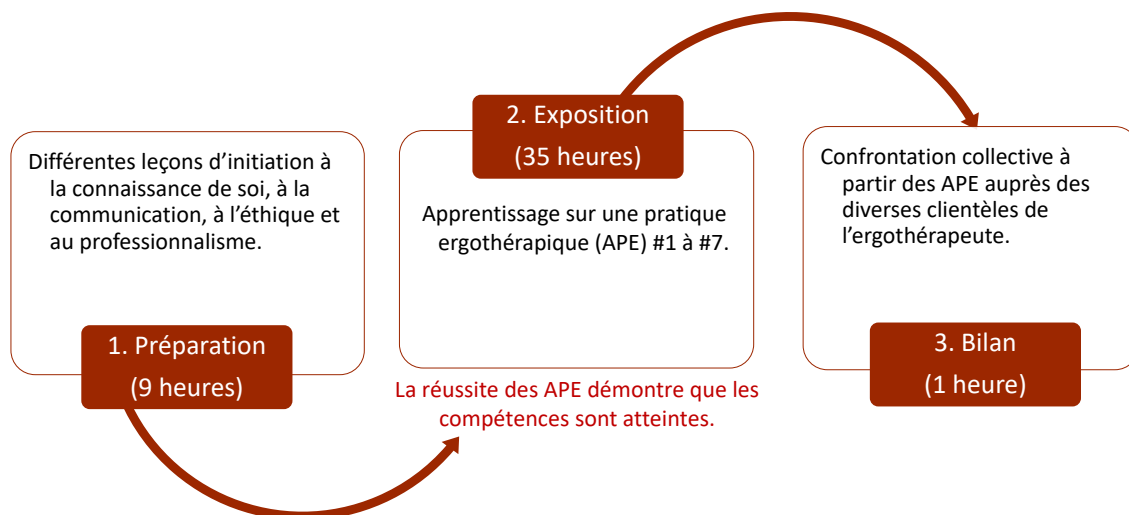 Différentes leçons d’initiation à
la connaissance de soi, à la
communication, à l’éthique et
au professionnalisme.
1. Préparation
(9 heures)
2. Exposition
(35 heures)
Apprentissage sur une pratique
ergothérapique (APE) #1 à #7.
La réussite des APE démontre que les
compétences sont atteintes.
Confrontation collective à
partir des APE auprès des
diverses clientèles de
l’ergothérapeute.
3. Bilan
(1 heure)